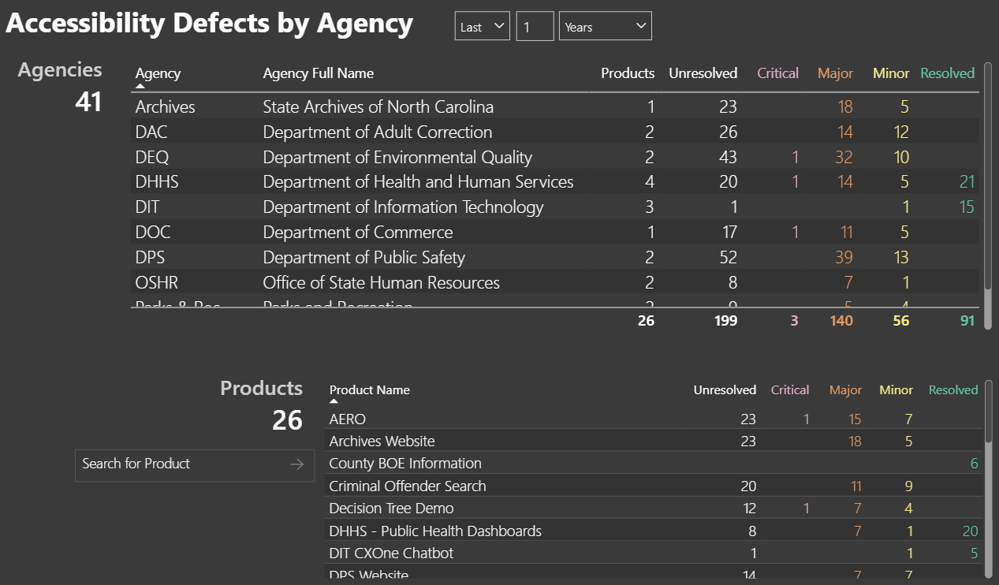 Accessibility Defects by Agency Last 1 Years
Agencies
41
Agency Agency Full Name Products Unresolved Critical Major Minor Resolved
Archives State Archives of North Carolina 1 23 18 5
DAC Department of Adult Correction 2 26 14 12
DEQ Department of Environmental Quality 2 43 1 32 10
DHHS Department of Health and Human Services 4 20 1 14 5 21
DIT Department of Information Technology 3 1 1 15
DOC Department of Commerce 1 17 1 11 5
DPS Department of Public Safety 2 52 39 13
OSHR Office of State Human Resources 2 8 7 1
Parks & Rec Parks and Recreation 2 9 5 4
26 199 3 140 56 91
Products
26
Search for Product
Product Name Unresolved Critical Major Minor Resolved
AERO 23 1 15 7
Archives Website 23 18 5
County BOE Information 6
Criminal Offender Search 20 11 9
Decision Tree Demo 12 1 7 4
DHHS - Public Health Dashboards 8 7 1 20
DIT CXOne Chatbot 1 1 5
DPS Website 14 7 7